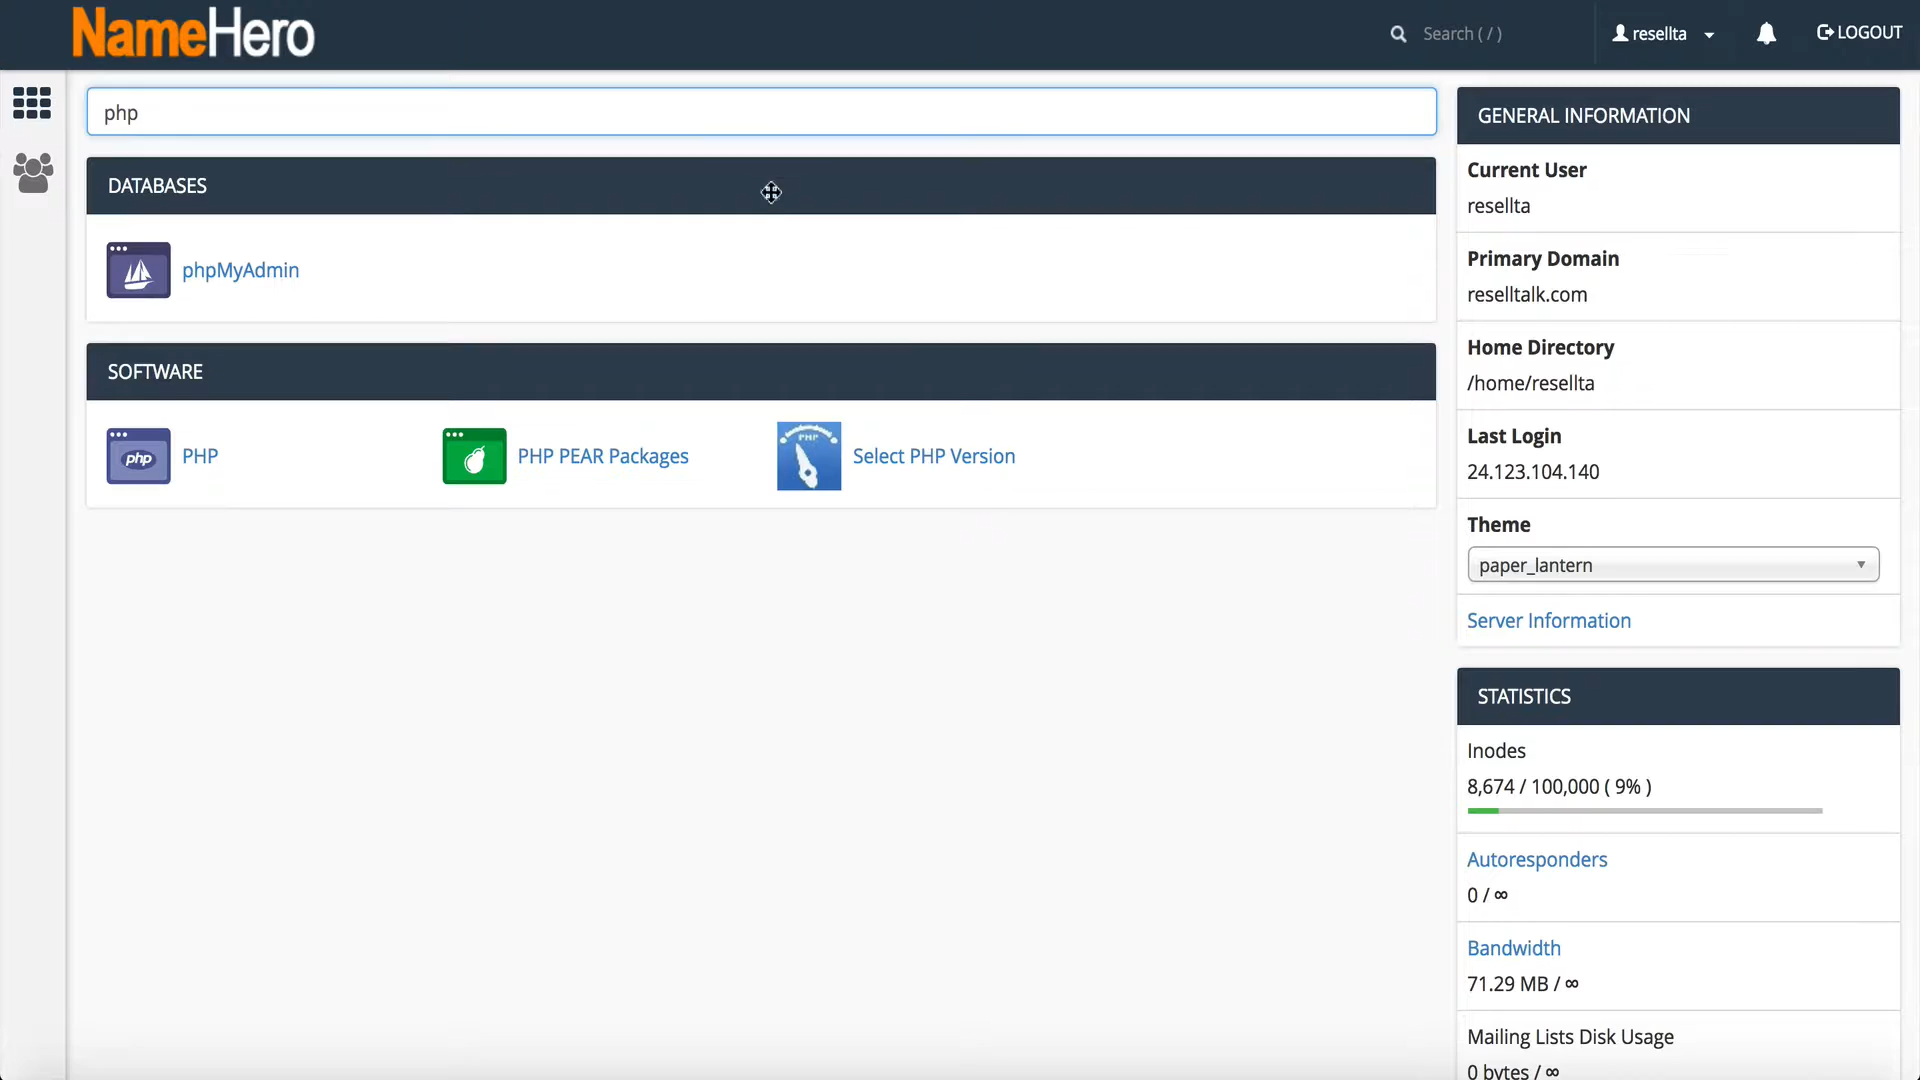 NameHero
Search ( / )
resellta
LOGOUT
php
DATABASES
phpMyAdmin
SOFTWARE
php
PHP
PHP PEAR Packages
PHP
Select PHP Version
GENERAL INFORMATION
Current User
resellta
Primary Domain
reselltalk.com
Home Directory
/home/resellta
Last Login
24.123.104.140
Theme
paper_lantern
Server Information
STATISTICS
Inodes
8,674 / 100,000 ( 9% )
Autoresponders
0 / ∞
Bandwidth
71.29 MB / ∞
Mailing Lists Disk Usage
0 bytes / ∞